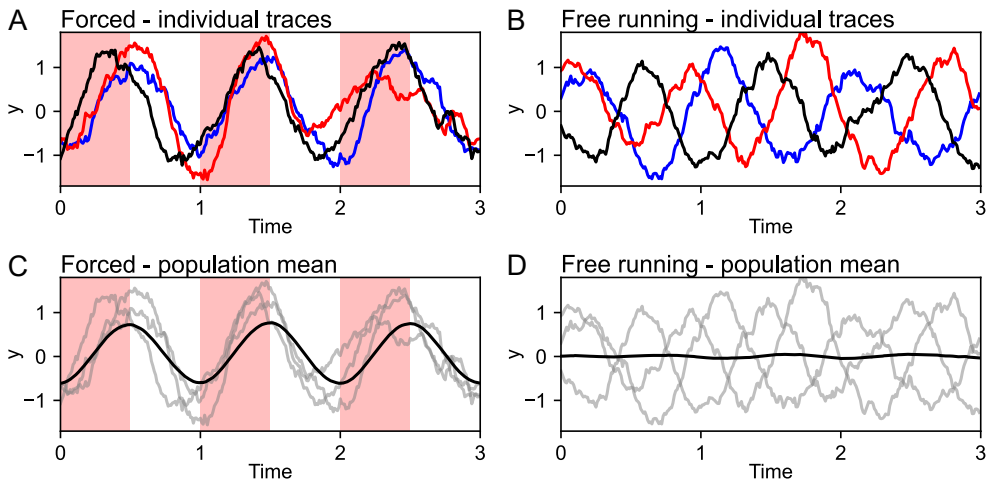 A Forced - individual traces
y
1
0
−1
0 1 2 3
Time
B Free running - individual traces
y
1
0
−1
0 1 2 3
Time
C Forced - population mean
y
1
0
−1
0 1 2 3
Time
D Free running - population mean
y
1
0
−1
0 1 2 3
Time